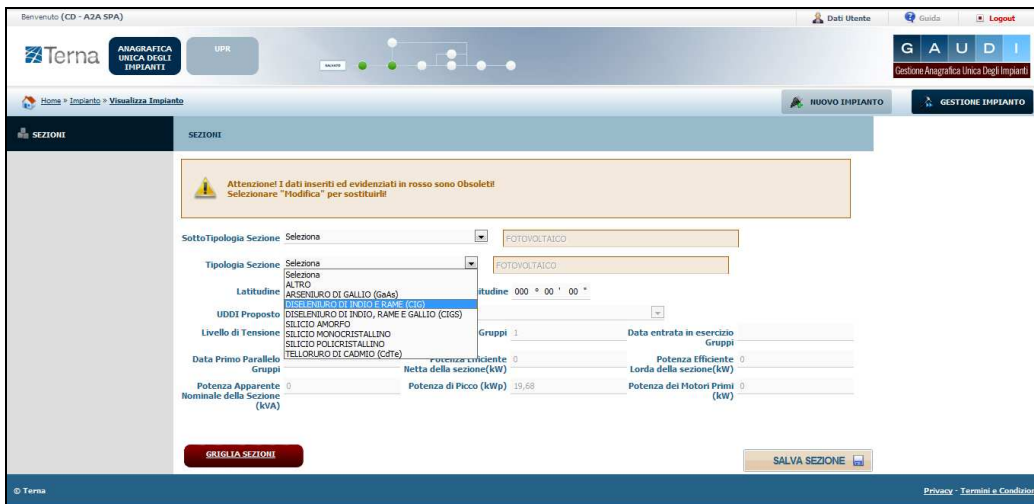 Benvenuto (CD - A2A SPA)
Dati Utente
Guida
Logout
Terna
ANAGRAFICA
UNICA DEGLI
IMPIANTI
UPR
GAUDI
Gestione Anagrafica Unica Degli Impianti
Home » Impianto » Visualizza Impianto
NUOVO IMPIANTO
GESTIONE IMPIANTO
SEZIONI
SEZIONI
Attenzione! I dati inseriti ed evidenziati in rosso sono Obsoleti!
Selezionare "Modifica" per sostituirli!
SottoTipologia Sezione Seleziona FOTOVOLTAICO
Tipologia Sezione Seleziona FOTOVOLTAICO
Seleziona
ALTRO
ARSENIURO DI GALLIO (GaAs)
DISELENIURO DI INDIO E RAME (CIG)
DISELENIURO DI INDIO, RAME E GALLIO (CIGS)
SILICIO AMORFO
SILICIO MONOCRISTALLINO
SILICIO POLICRISTALLINO
TELLORURO DI CADMIO (CdTe)
Latitudine itudine 000 ° 00 ' 00 "
UDDI Proposto
Livello di Tensione Gruppi 1 Data entrata in esercizio
Gruppi
Data Primo Parallelo Potenza Efficiente 0 Potenza Efficiente 0
Gruppi Netta della sezione(kW) Lorda della sezione(kW)
Potenza Apparente 0 Potenza di Picco (kWp) 19,68 Potenza dei Motori Primi 0
Nominale della Sezione (kW)
(kVA)
GRIGLIA SEZIONI
SALVA SEZIONE
© Terna
Privacy - Termini e Condizion